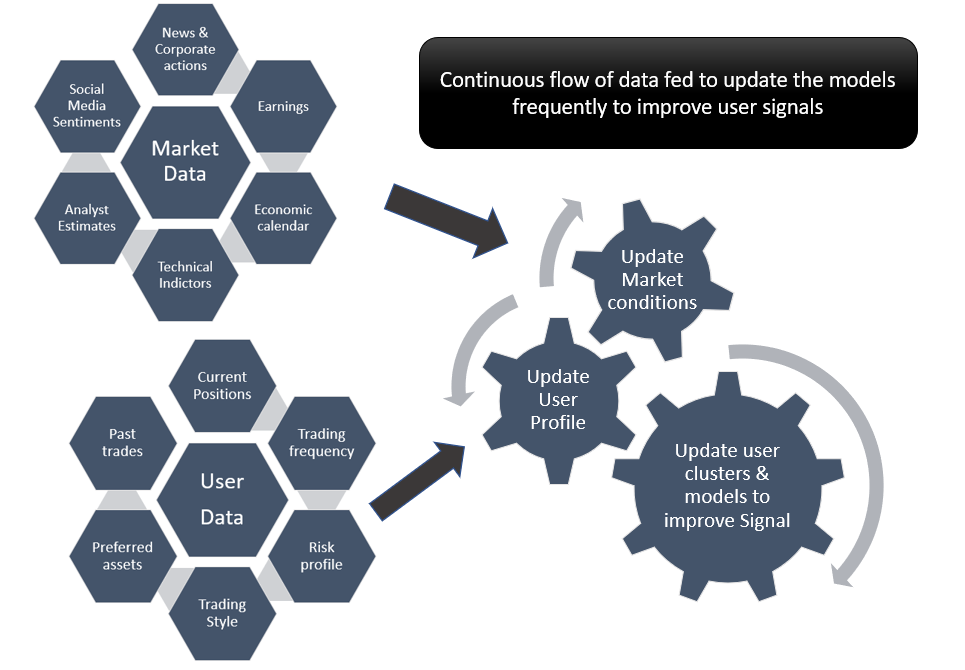 Continuous flow of data fed to update the models
frequently to improve user signals
News &
Corporate
actions
Social
Media
Sentiments
Earnings
Market
Data
Analyst
Estimates
Economic
calendar
Technical
Indictors
Update
Market
conditions
Update
User
Profile
Update user
clusters &
models to
improve Signal
Current
Positions
Past
trades
Trading
frequency
User
Data
Preferred
assets
Risk
profile
Trading
Style